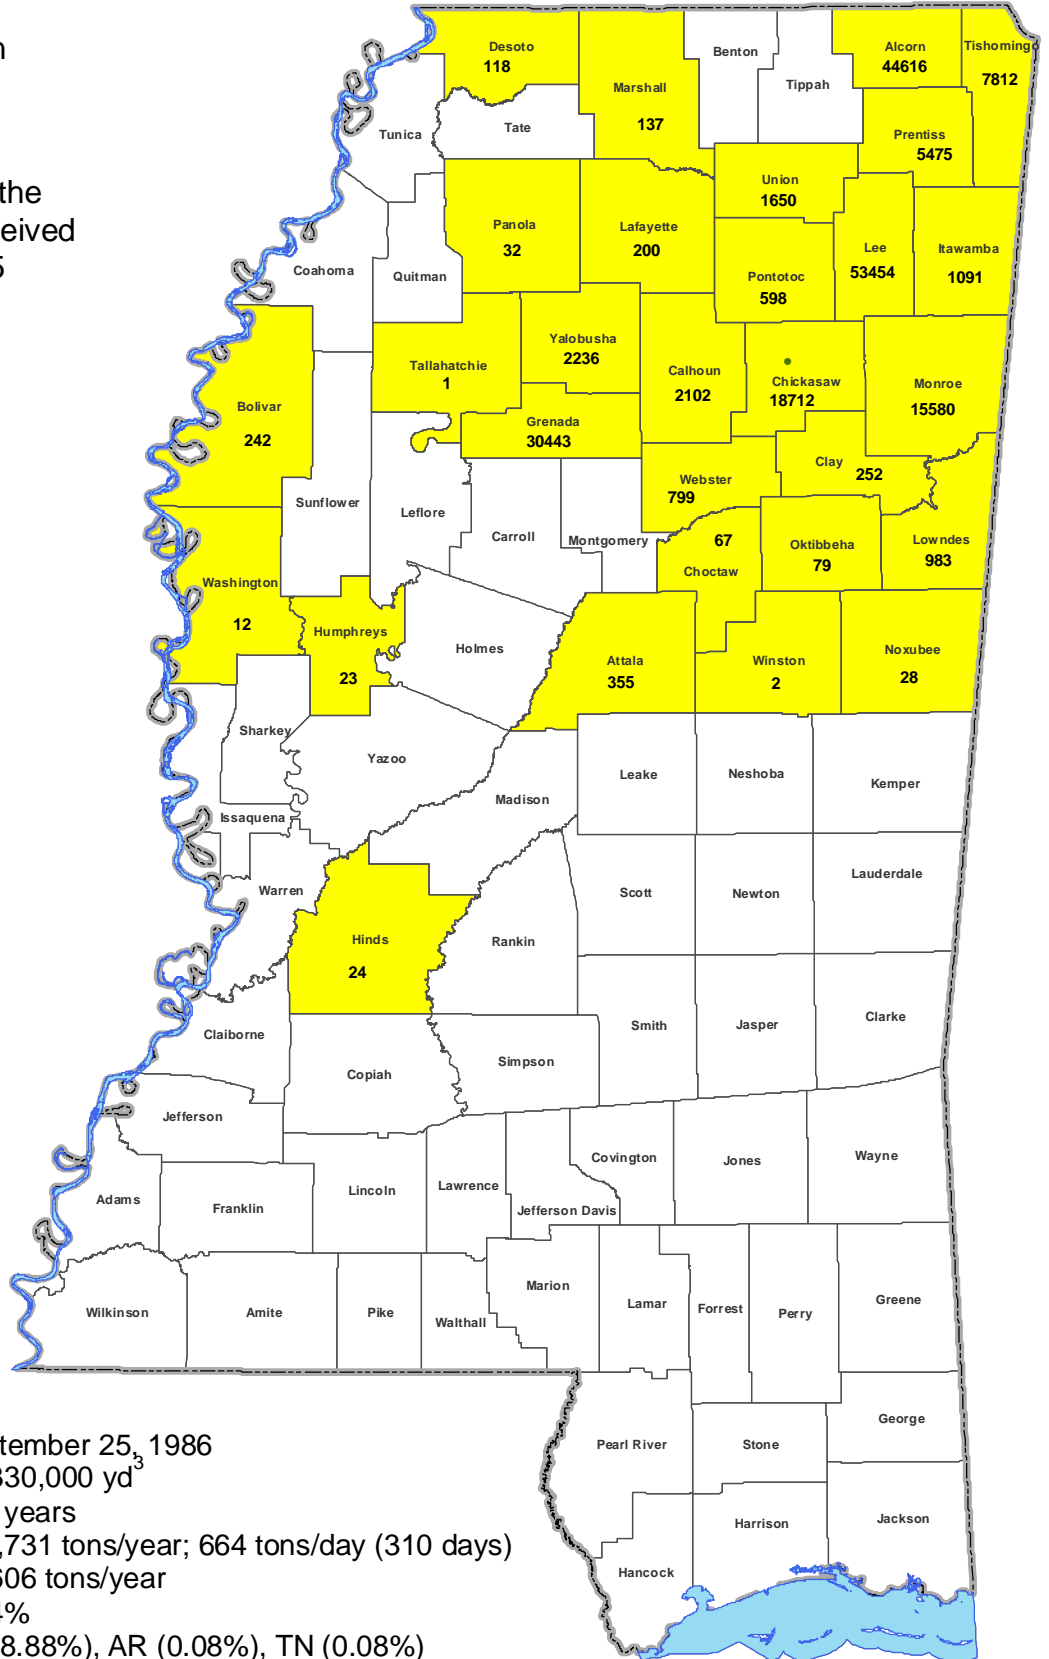 the
eived
Desoto
118
Marshall
137
Benton
Tippah
Alcorn
44616
Tishomingo
7812
Prentiss
5475
Tunica
Tate
Union
1650
Panola
32
Lafayette
200
Pontotoc
598
Lee
53454
Itawamba
1091
Coahoma
Quitman
Tallahatchie
1
Yalobusha
2236
Calhoun
2102
Chickasaw
18712
Monroe
15580
Bolivar
242
Grenada
30443
Clay
252
Webster
799
Sunflower
Leflore
Carroll
Montgomery
67
Choctaw
Oktibbeha
79
Lowndes
983
Washington
12
Humphreys
23
Holmes
Attala
355
Winston
2
Noxubee
28
Sharkey
Yazoo
Leake
Neshoba
Kemper
Madison
Issaquena
Warren
Scott
Newton
Lauderdale
Hinds
24
Rankin
Claiborne
Copiah
Simpson
Smith
Jasper
Clarke
Jefferson
Adams
Franklin
Lincoln
Lawrence
Jefferson Davis
Covington
Jones
Wayne
Wilkinson
Amite
Pike
Walthall
Marion
Lamar
Forrest
Perry
Greene
Pearl River
Stone
George
Hancock
Harrison
Jackson
tember 25, 1986
330,000 yd3
years
,731 tons/year; 664 tons/day (310 days)
606 tons/year
4%
8.88%), AR (0.08%), TN (0.08%)